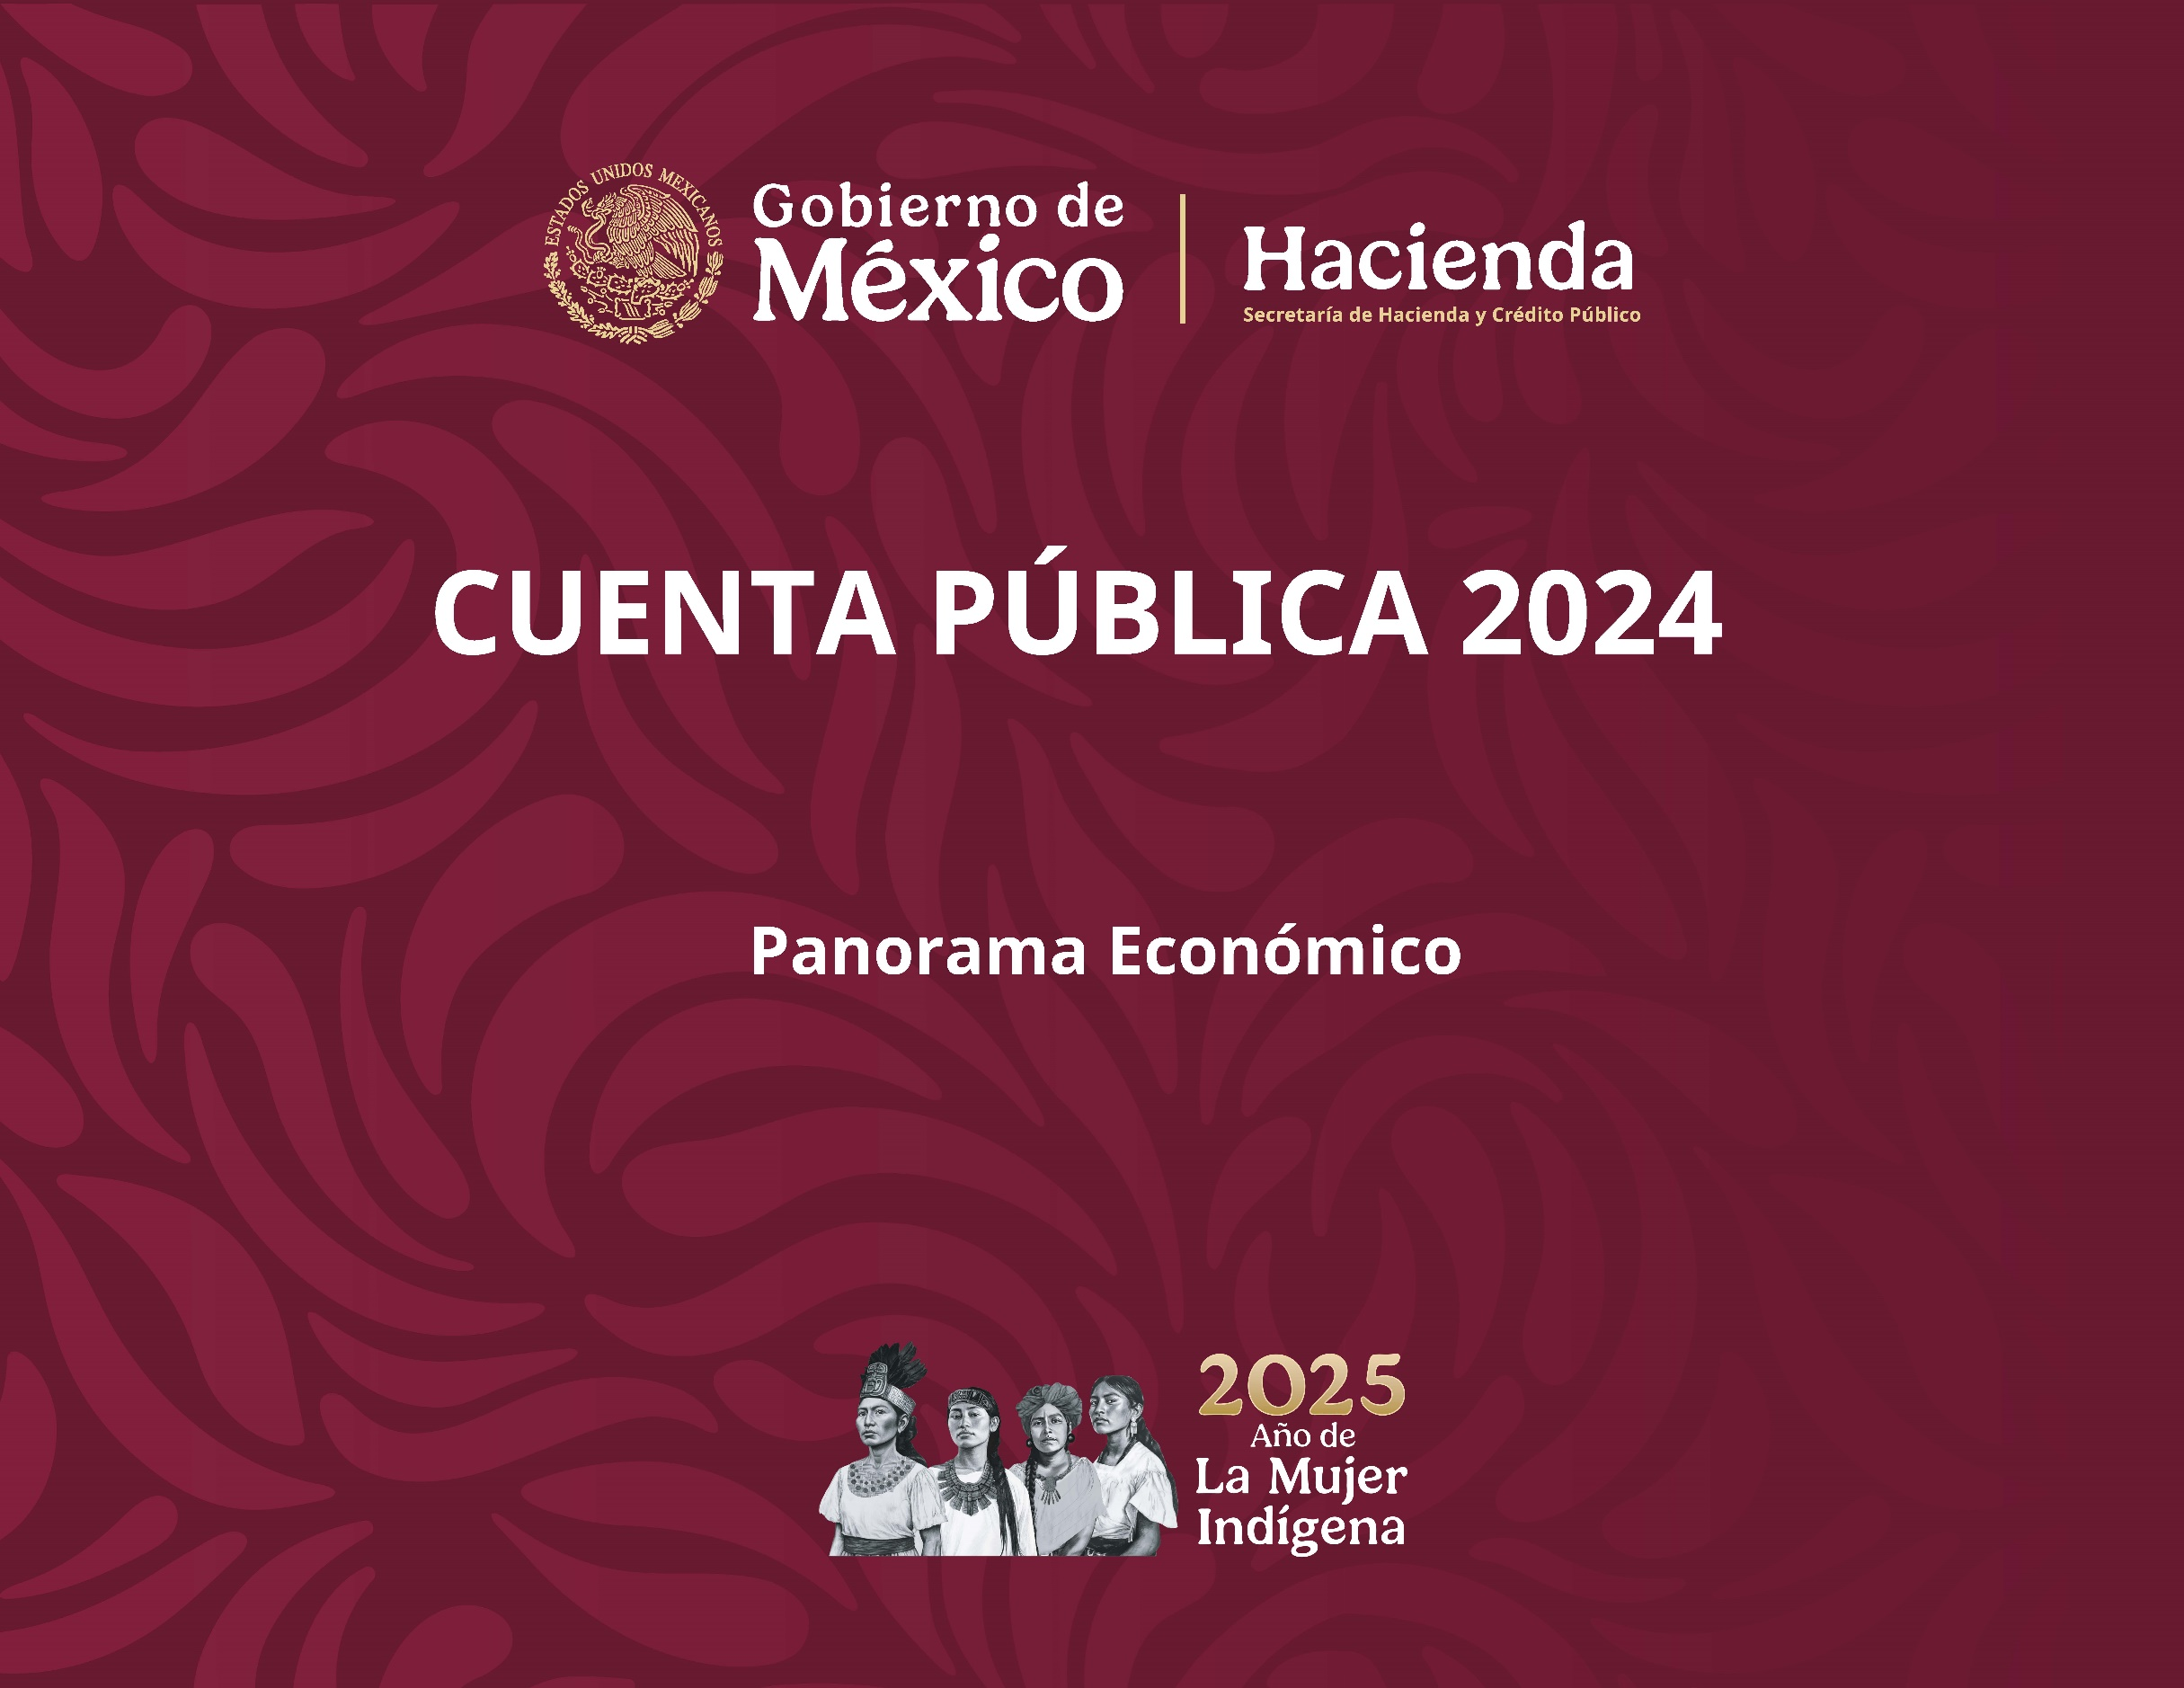 ESTADOS UNIDOS MEXICANOS
Gobierno de
México
Hacienda
Secretaría de Hacienda y Crédito Público
CUENTA PÚBLICA 2024
Panorama Económico
2025
Año de
La Mujer
Indígena